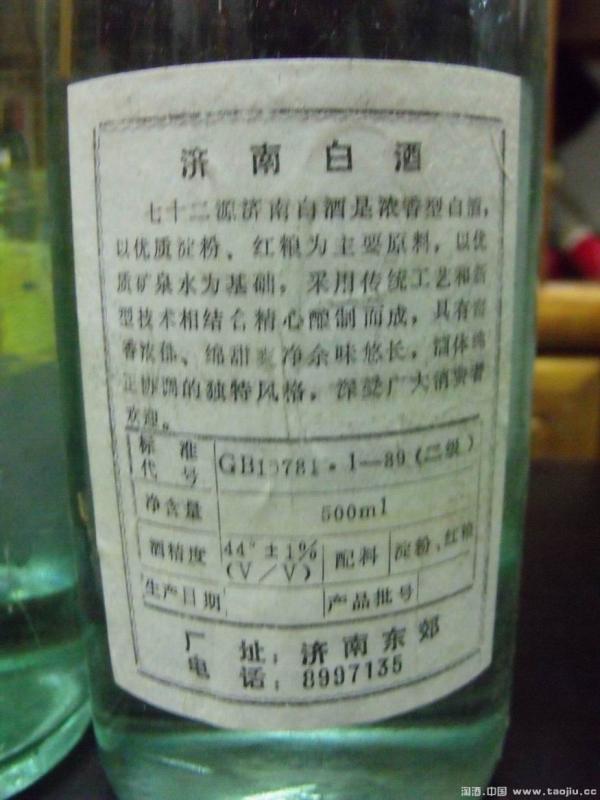 济南白酒
七十二源济南白酒是浓香型白酒,
以优质淀粉、红粮为主要原料, 以优
质矿泉水为基础, 采用传统工艺和新
型技术相结合精心酿制而成, 具有窖
香浓郁、绵甜爽净余味悠长, 酒体纯
正协调的独特风格, 深受广大消费者
欢迎。
标准代号 GB10781·1—89(二级)
净含量 500ml
酒精度 44°±1%(V/V) 配料 淀粉、红粮
生产日期 产品批号
厂址: 济南东郊
电话: 8997135
淘酒.中国 www.taojiu.cc